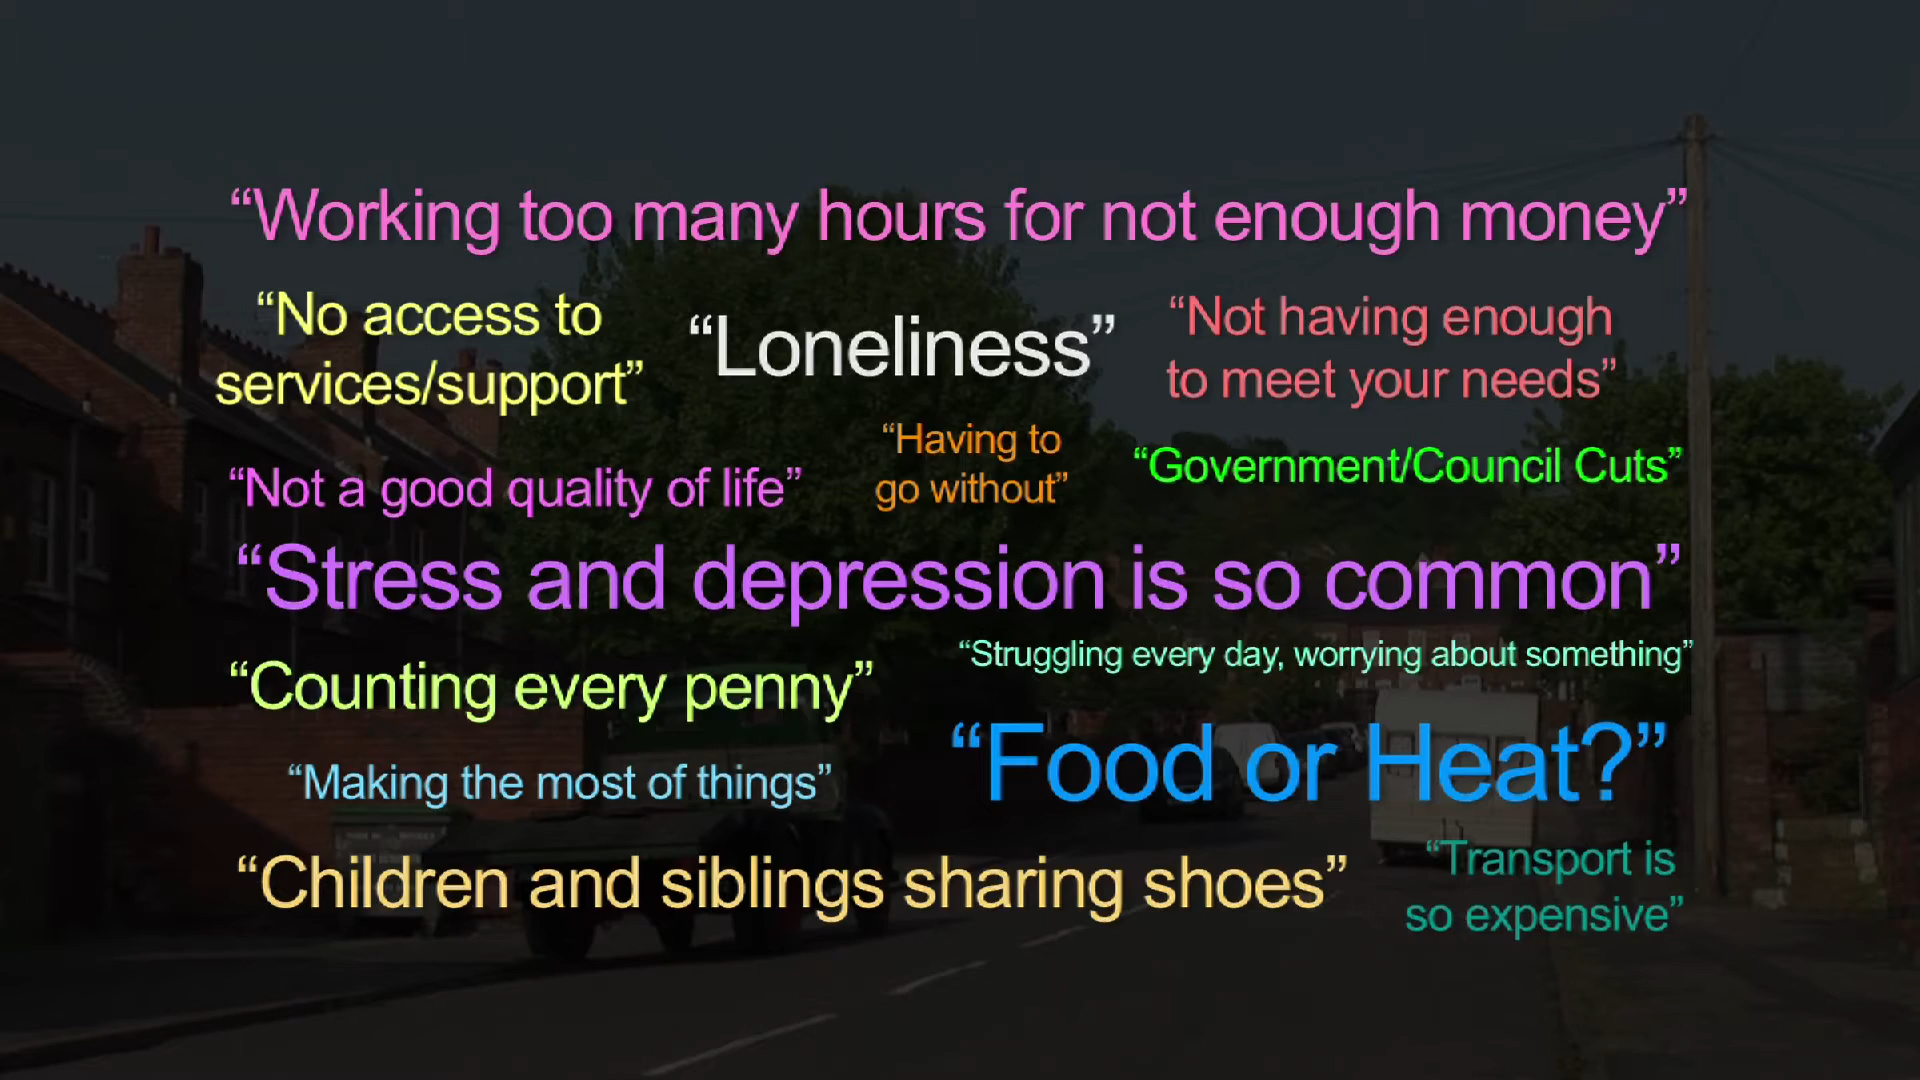 “Working too many hours for not enough money”
“No access to
services/support”
“Loneliness”
“Not having enough
to meet your needs”
“Not a good quality of life”
“Having to
go without”
“Government/Council Cuts”
“Stress and depression is so common”
“Counting every penny”
“Struggling every day, worrying about something”
“Making the most of things”
“Food or Heat?”
“Children and siblings sharing shoes”
“Transport is
so expensive”